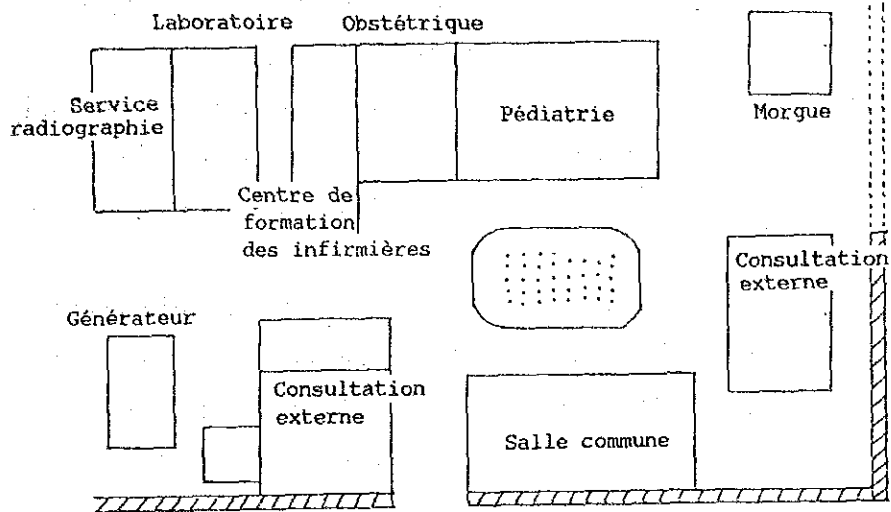 Laboratoire
Obstétrique
Service
radiographie
Pédiatrie
Morgue
Centre de
formation
des infirmières
Consultation
externe
Générateur
Consultation
externe
Salle commune